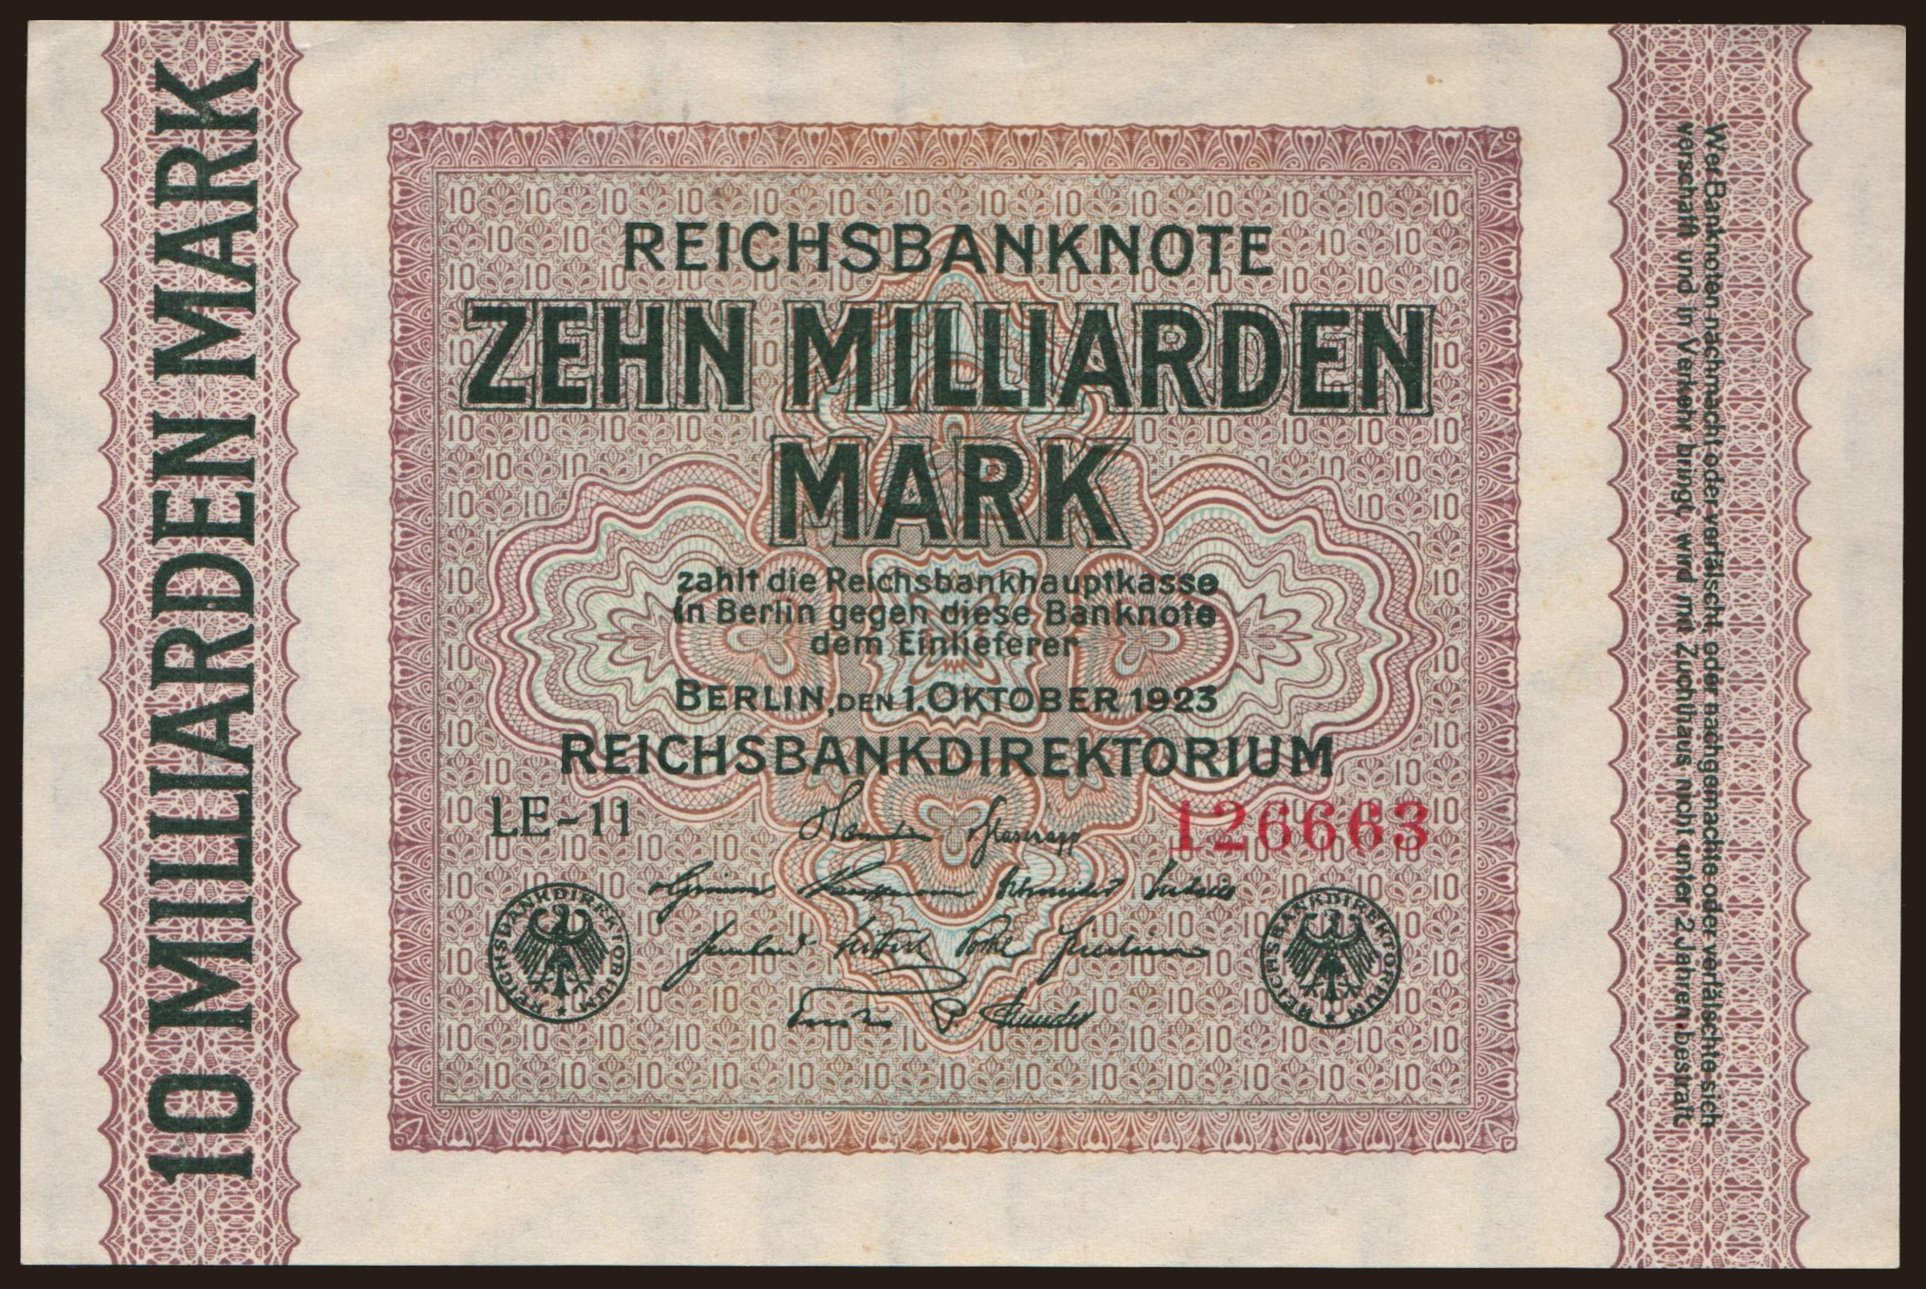 10 MILLIARDEN MARK
REICHSBANKNOTE
ZEHN MILLIARDEN
MARK
zahlt die Reichsbankhauptkasse
in Berlin gegen diese Banknote
dem Einlieferer
BERLIN, DEN 1. OKTOBER 1923
REICHSBANKDIREKTORIUM
LE-11
126663
REICHSBANKDIREKTORIUM
REICHSBANKDIREKTORIUM
Wer Banknoten nachmacht oder verfälscht, oder nachgemachte oder verfälschte sich
verschafft und in Verkehr bringt, wird mit Zuchthaus nicht unter 2 Jahren bestraft.